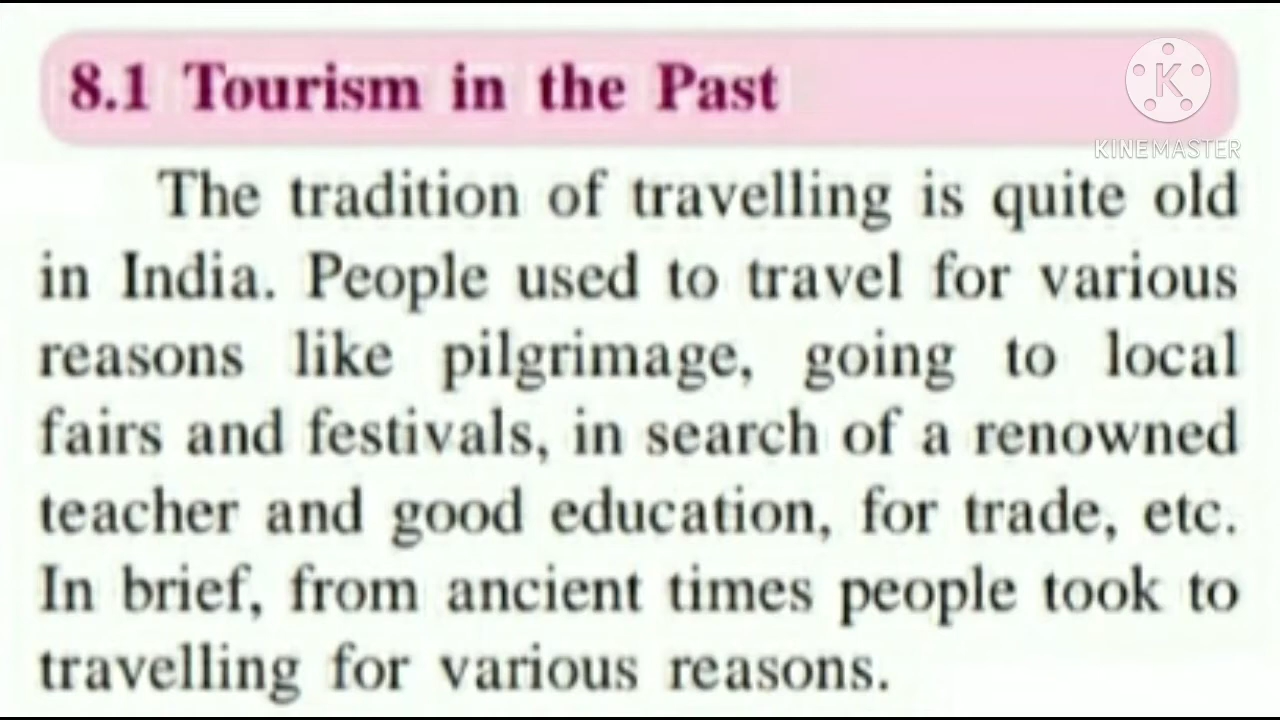 8.1 Tourism in the Past
K
KINEMASTER
The tradition of travelling is quite old
in India. People used to travel for various
reasons like pilgrimage, going to local
fairs and festivals, in search of a renowned
teacher and good education, for trade, etc.
In brief, from ancient times people took to
travelling for various reasons.